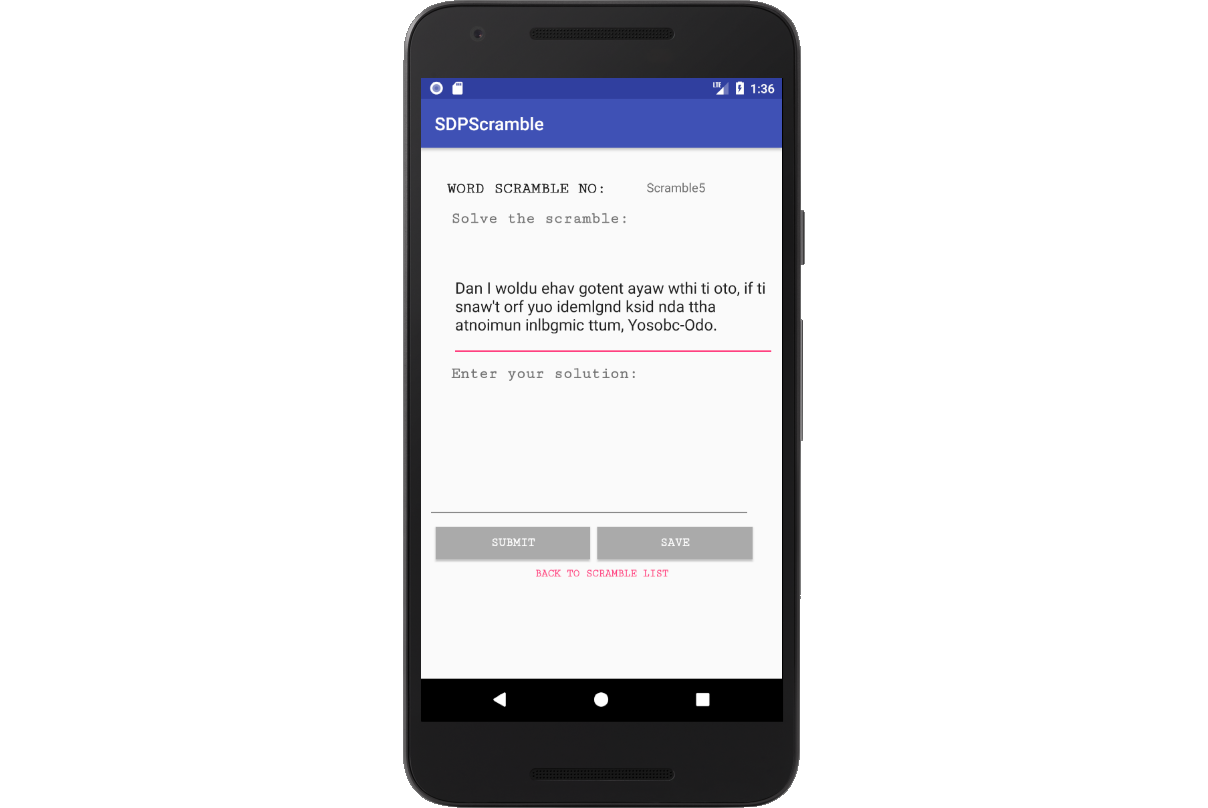 LTE 1:36
SDPScramble
WORD SCRAMBLE NO: Scramble5
Solve the scramble:
Dan I woldu ehav gotent ayaw wthi ti oto, if ti
snaw't orf yuo idemlgnd ksid nda ttha
atnoimun inlbgmic ttum, Yosobc-Odo.
Enter your solution:
SUBMIT SAVE
BACK TO SCRAMBLE LIST